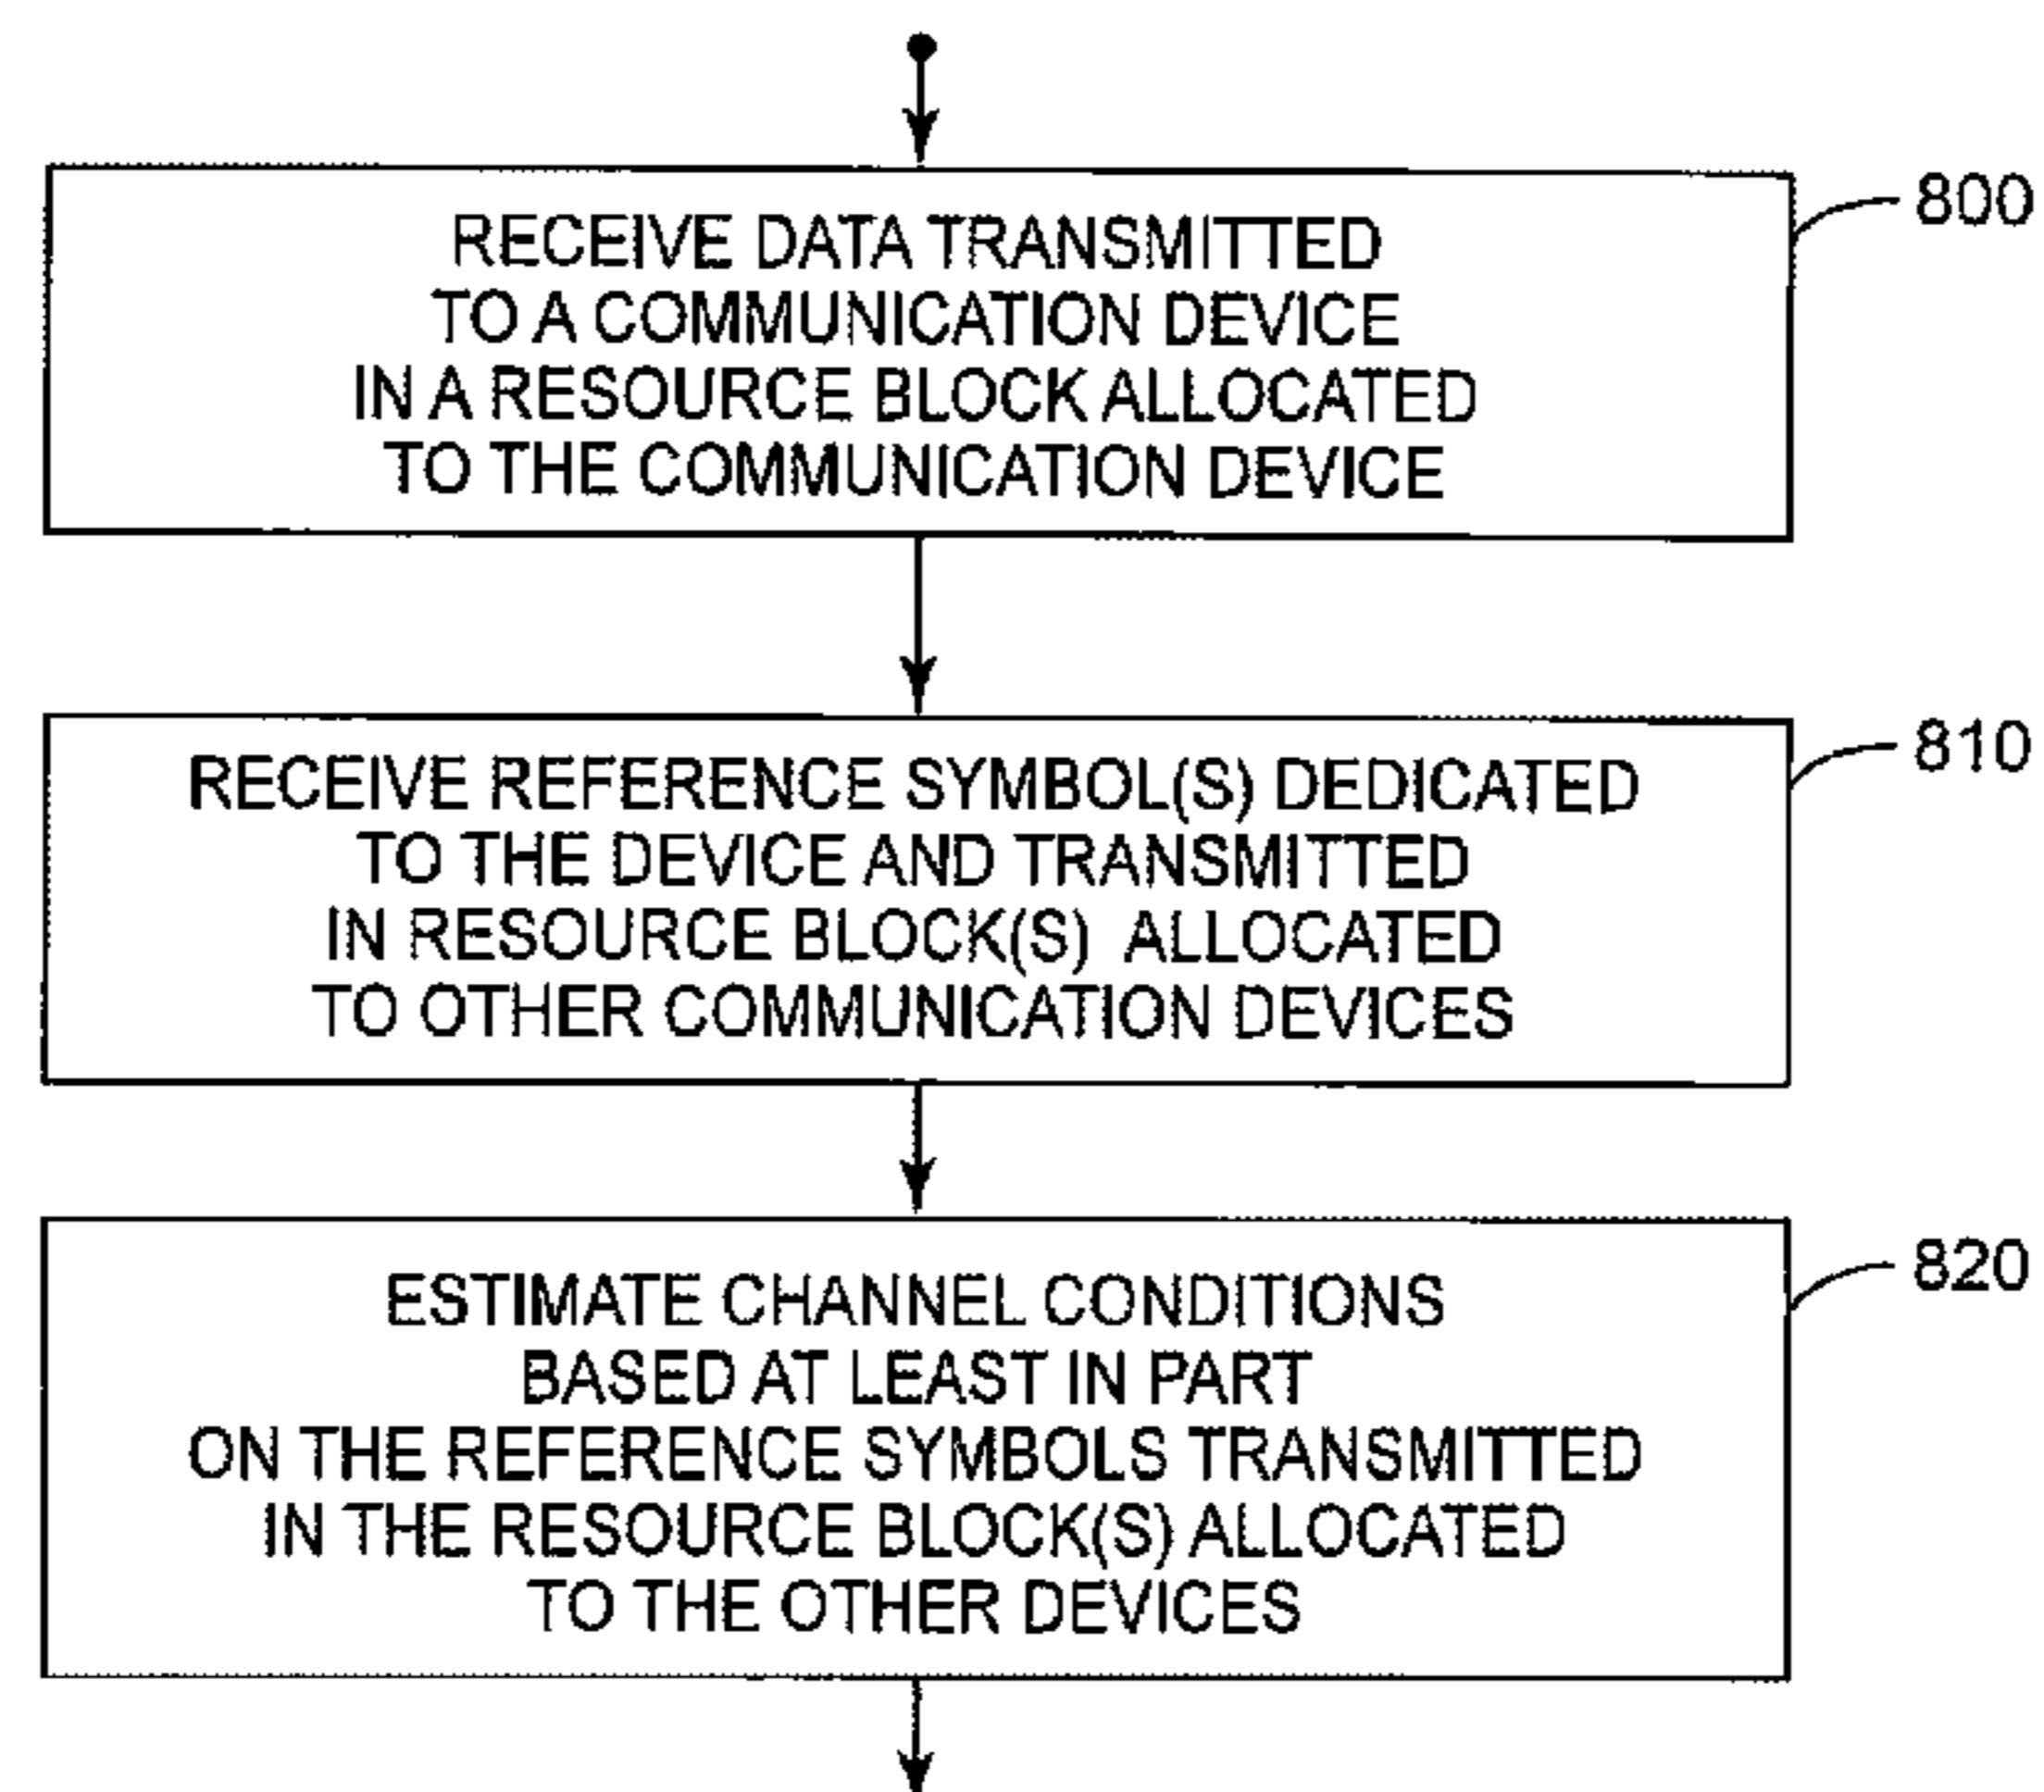 RECEIVE DATA TRANSMITTED
TO A COMMUNICATION DEVICE
IN A RESOURCE BLOCK ALLOCATED
TO THE COMMUNICATION DEVICE
800
RECEIVE REFERENCE SYMBOL(S) DEDICATED
TO THE DEVICE AND TRANSMITTED
IN RESOURCE BLOCK(S) ALLOCATED
TO OTHER COMMUNICATION DEVICES
810
ESTIMATE CHANNEL CONDITIONS
BASED AT LEAST IN PART
ON THE REFERENCE SYMBOLS TRANSMITTED
IN THE RESOURCE BLOCK(S) ALLOCATED
TO THE OTHER DEVICES
820